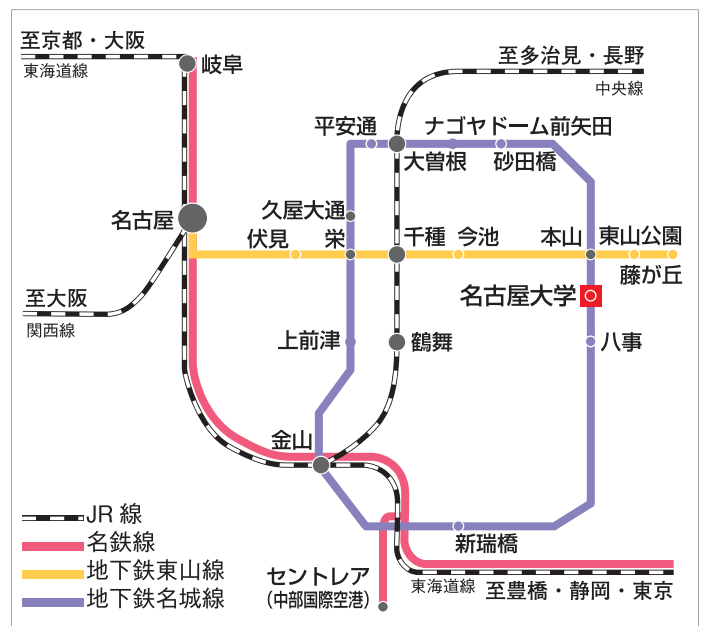 至京都・大阪
東海道線
岐阜
至多治見・長野
中央線
平安通
ナゴヤドーム前矢田
大曽根
砂田橋
名古屋
久屋大通
伏見
栄
千種
今池
本山
東山公園
藤が丘
至大阪
関西線
名古屋大学
上前津
鶴舞
八事
金山
新瑞橋
セントレア
（中部国際空港）
東海道線
至豊橋・静岡・東京
JR 線
名鉄線
地下鉄東山線
地下鉄名城線